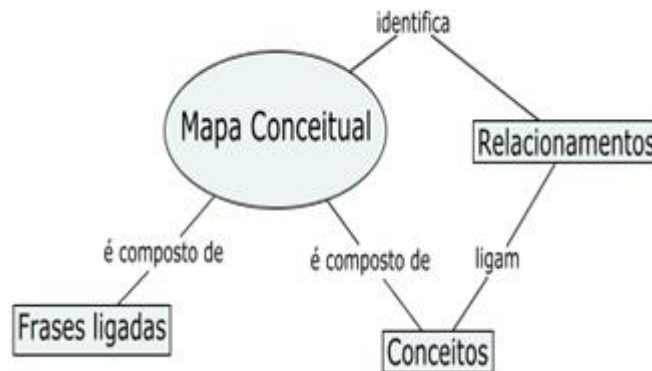 identifica
Mapa Conceitual
Relacionamentos
é composto de
é composto de
ligam
Frases ligadas
Conceitos